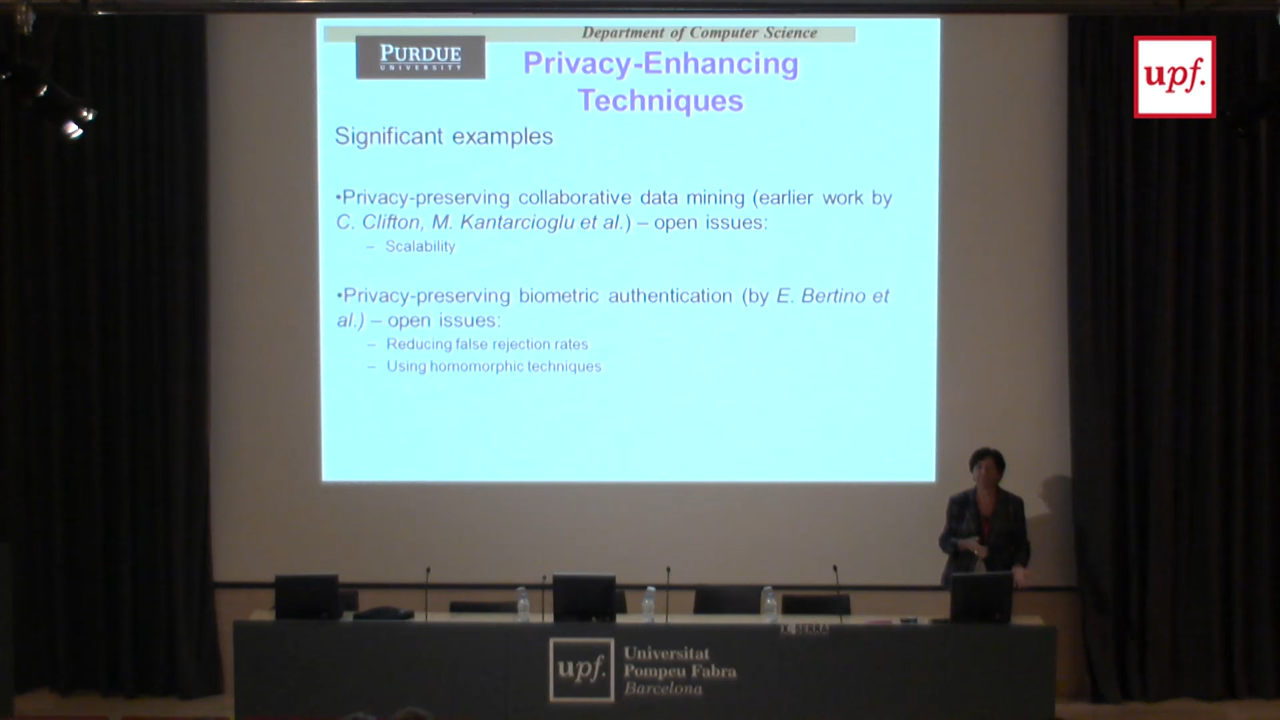 Department of Computer Science
PURDUE
UNIVERSITY
Privacy-Enhancing
Techniques
upf.
Significant examples
•Privacy-preserving collaborative data mining (earlier work by
C. Clifton, M. Kantarcioglu et al.) – open issues:
– Scalability
•Privacy-preserving biometric authentication (by E. Bertino et
al.) – open issues:
– Reducing false rejection rates
– Using homomorphic techniques
X. SERRA
upf.
Universitat
Pompeu Fabra
Barcelona